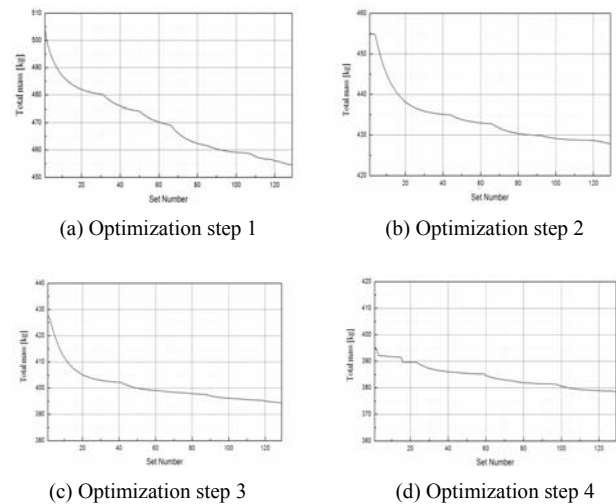 Total mass [kg]
510
500
490
480
470
460
450
20 40 60 80 100 120
Set Number
(a) Optimization step 1
Total mass [kg]
460
450
440
430
420
20 40 60 80 100 120
Set Number
(b) Optimization step 2
Total mass [kg]
440
430
420
410
400
390
380
20 40 60 80 100 120
Set Number
(c) Optimization step 3
Total mass [kg]
420
410
400
390
380
370
360
20 40 60 80 100 120
Set Number
(d) Optimization step 4